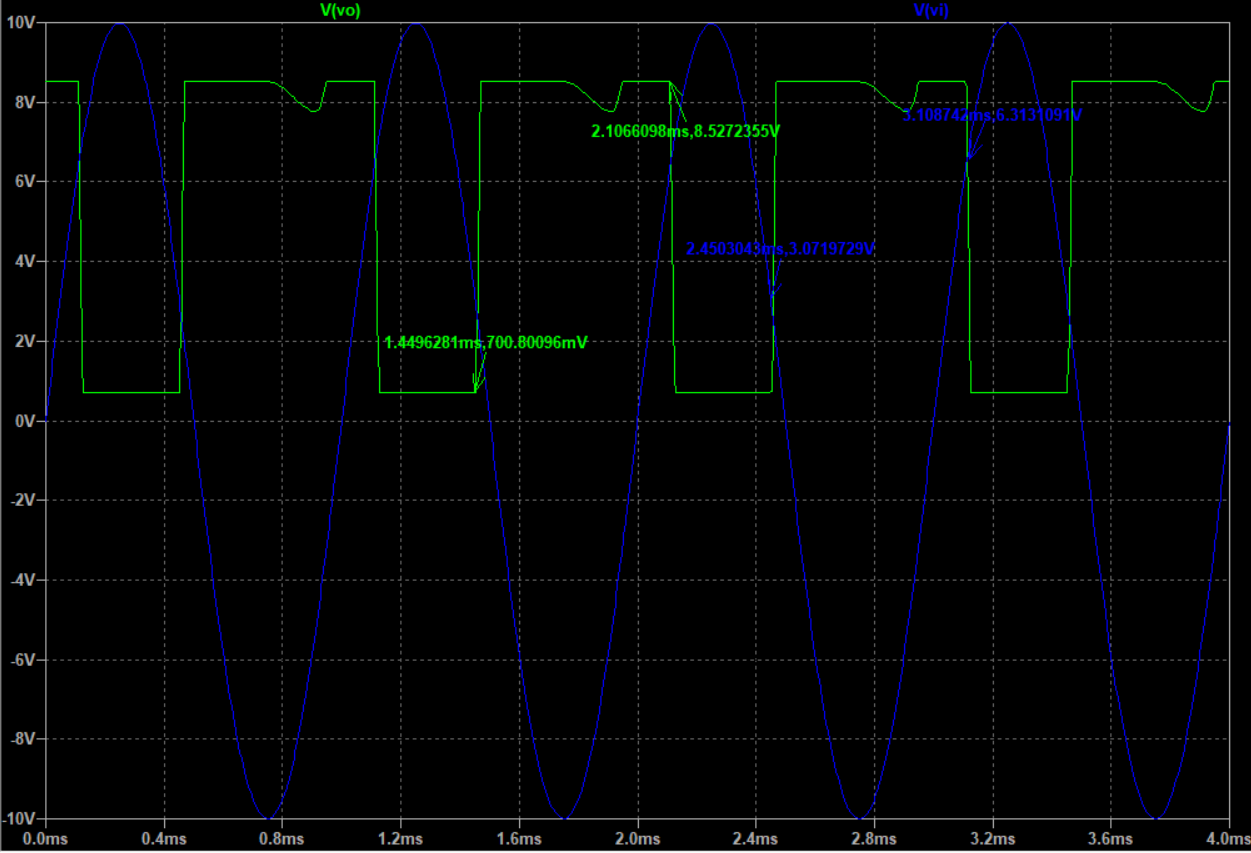 V(vo) V(vi)
10V
8V
3.108742ms,6.3131091V
2.1066098ms,8.5272355V
6V
2.4503043ms,3.0719729V
4V
1.4496281ms,700.80096mV
2V
0V
-2V
-4V
-6V
-8V
-10V
0.0ms 0.4ms 0.8ms 1.2ms 1.6ms 2.0ms 2.4ms 2.8ms 3.2ms 3.6ms 4.0ms